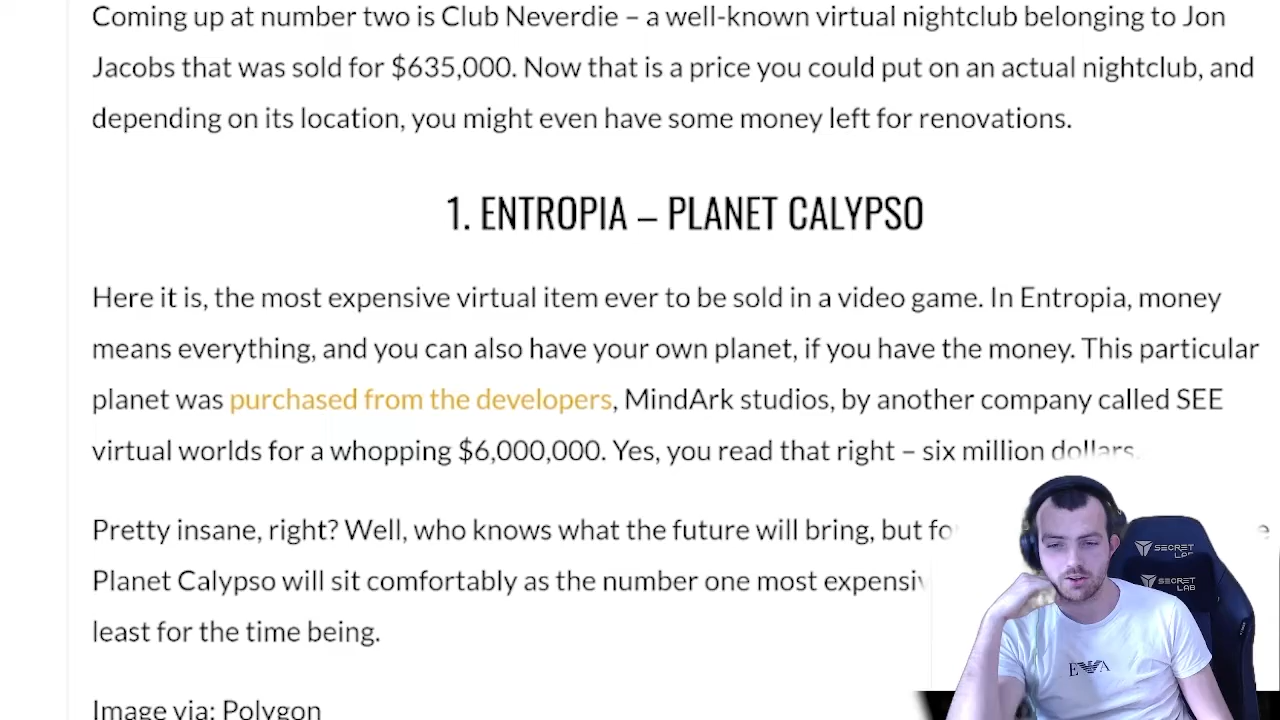 Coming up at number two is Club Neverdie – a well-known virtual nightclub belonging to Jon
Jacobs that was sold for $635,000. Now that is a price you could put on an actual nightclub, and
depending on its location, you might even have some money left for renovations.
1. ENTROPIA – PLANET CALYPSO
Here it is, the most expensive virtual item ever to be sold in a video game. In Entropia, money
means everything, and you can also have your own planet, if you have the money. This particular
planet was purchased from the developers, MindArk studios, by another company called SEE
virtual worlds for a whopping $6,000,000. Yes, you read that right – six million dollars.
Pretty insane, right? Well, who knows what the future will bring, but
Planet Calypso will sit comfortably as the number one most
least for the time being.
Image via: Polygon
SECRET
LAB
SECRET
LAB